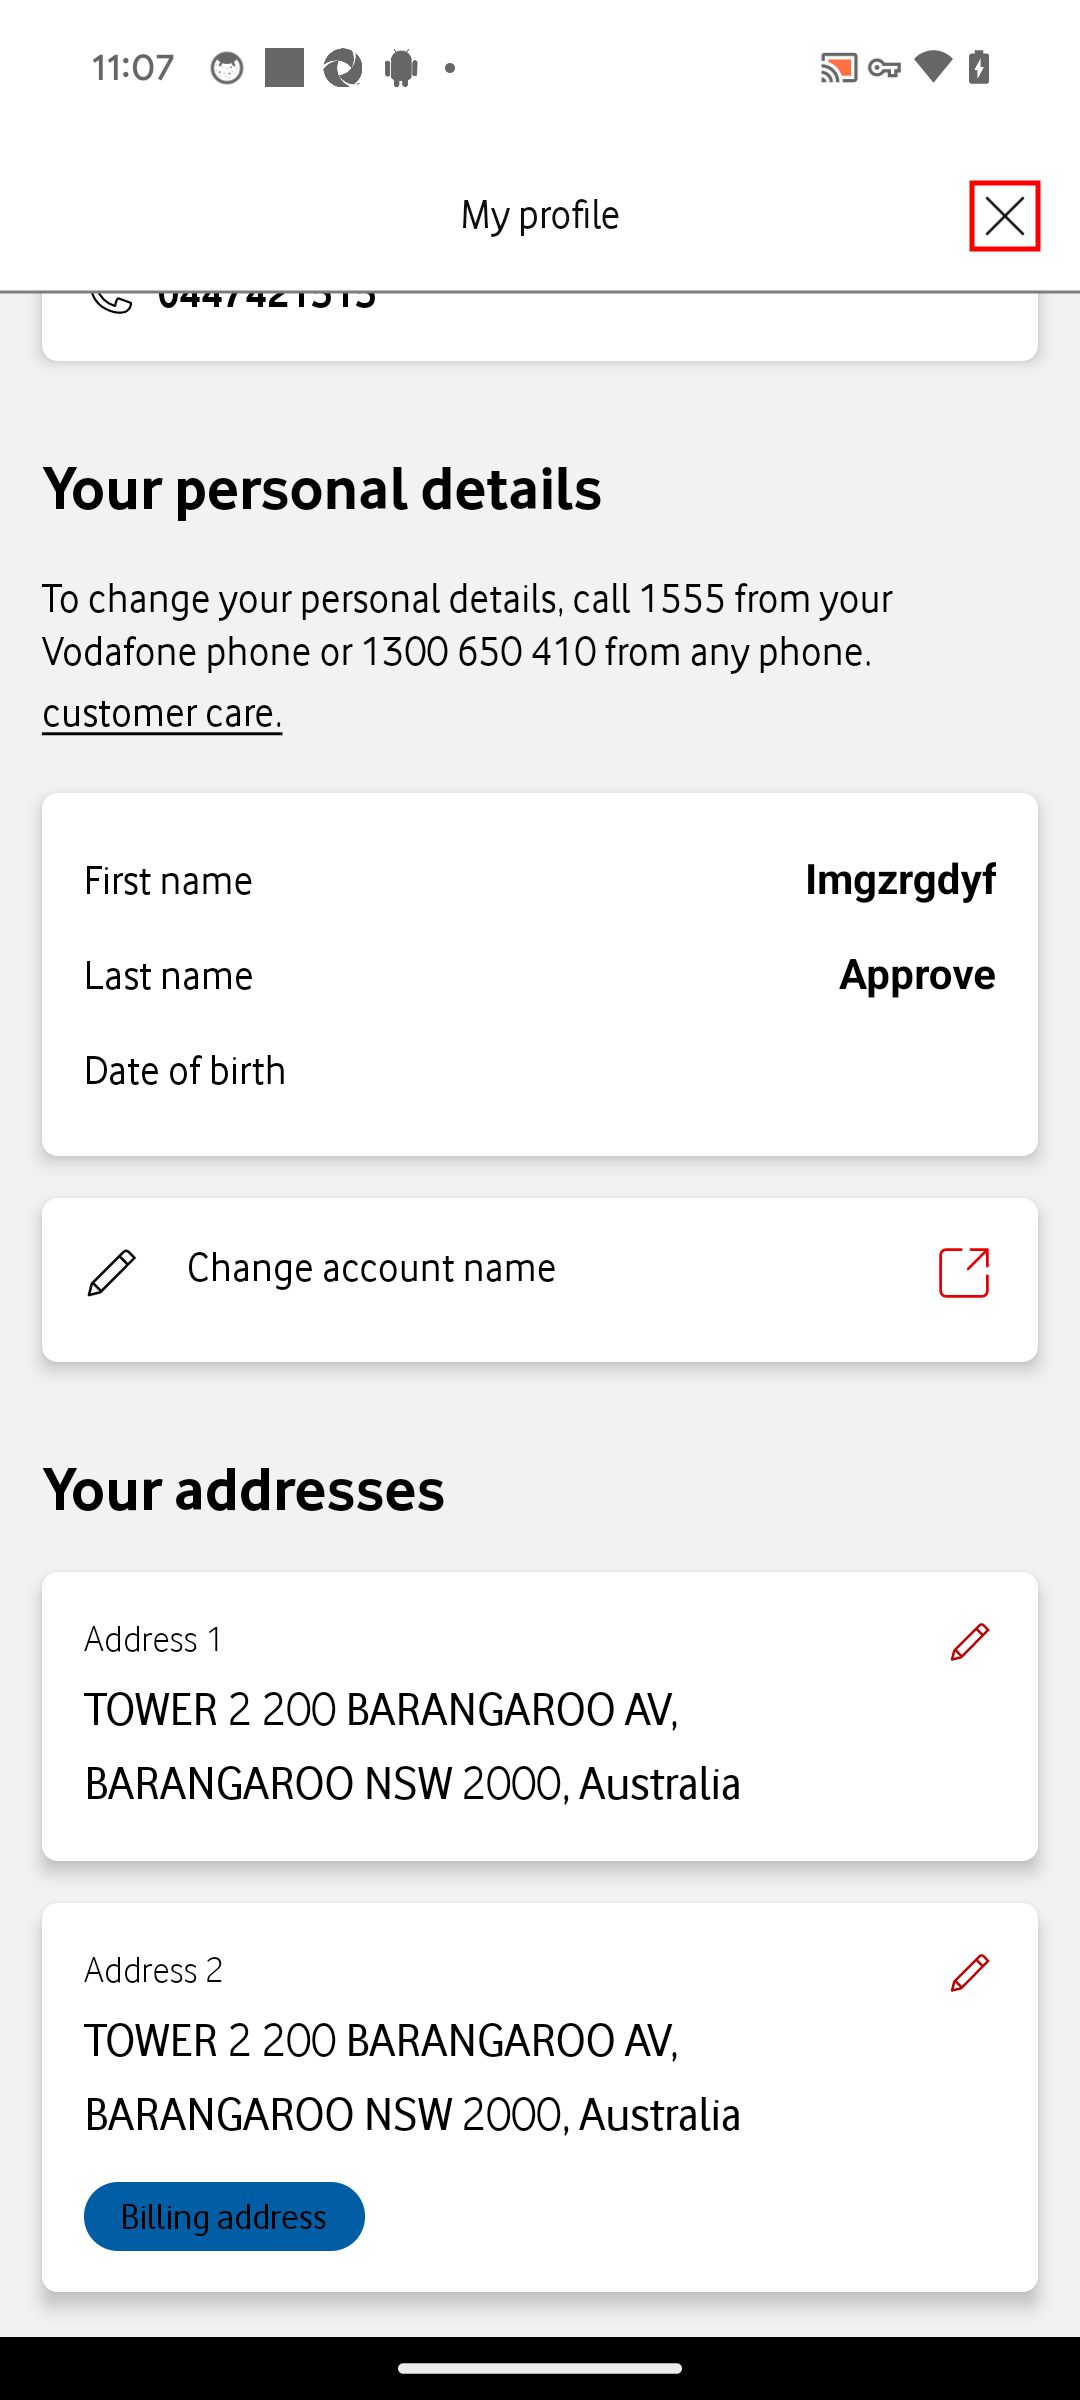 11:07
My profile
Your personal details
To change your personal details, call 1555 from your
Vodafone phone or 1300 650 410 from any phone.
customer care.
First name
Imgzrgdyf
Last name
Approve
Date of birth
Change account name
Your addresses
Address 1
TOWER 2 200 BARANGAROO AV,
BARANGAROO NSW 2000, Australia
Address 2
TOWER 2 200 BARANGAROO AV,
BARANGAROO NSW 2000, Australia
Billing address